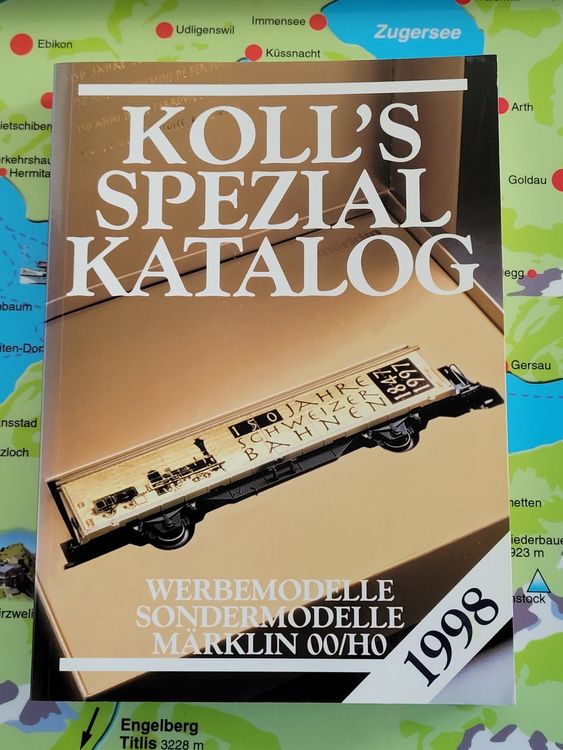 Immensee
Zugersee
Udligenswil
Ebikon
Küssnacht
Arth
Goldau
Gersau
KOLL'S
SPEZIAL
KATALOG
150 JAHRE
SCHWEIZER
BAHNEN
1847
1997
WERBEMODELLE
SONDERMODELLE
MÄRKLIN 00/H0
1998
Engelberg
Titlis 3228 m
923 m